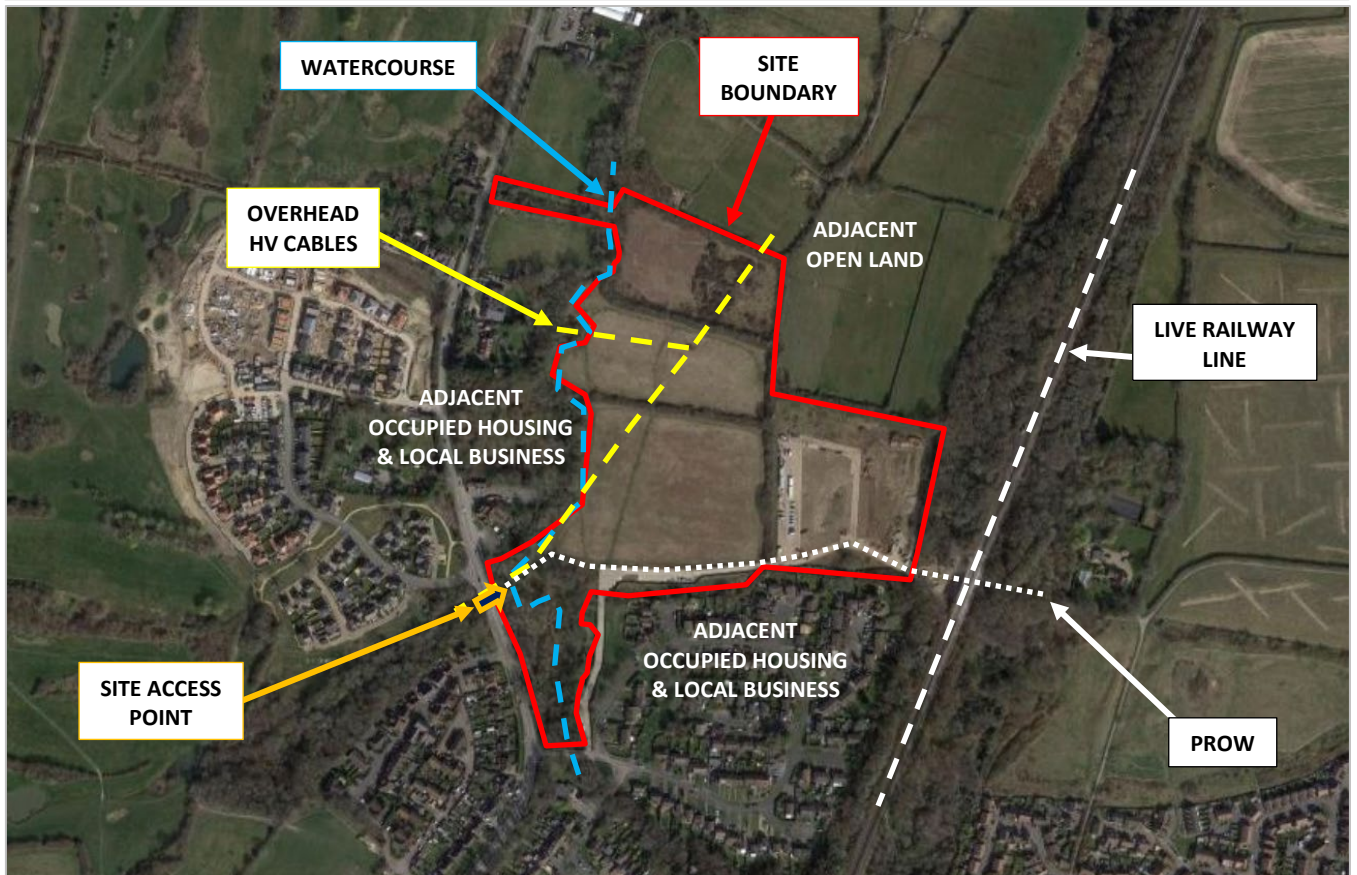 WATERCOURSE
SITE
BOUNDARY
OVERHEAD
HV CABLES
ADJACENT
OPEN LAND
LIVE RAILWAY
LINE
ADJACENT
OCCUPIED HOUSING
& LOCAL BUSINESS
SITE ACCESS
POINT
ADJACENT
OCCUPIED HOUSING
& LOCAL BUSINESS
PROW